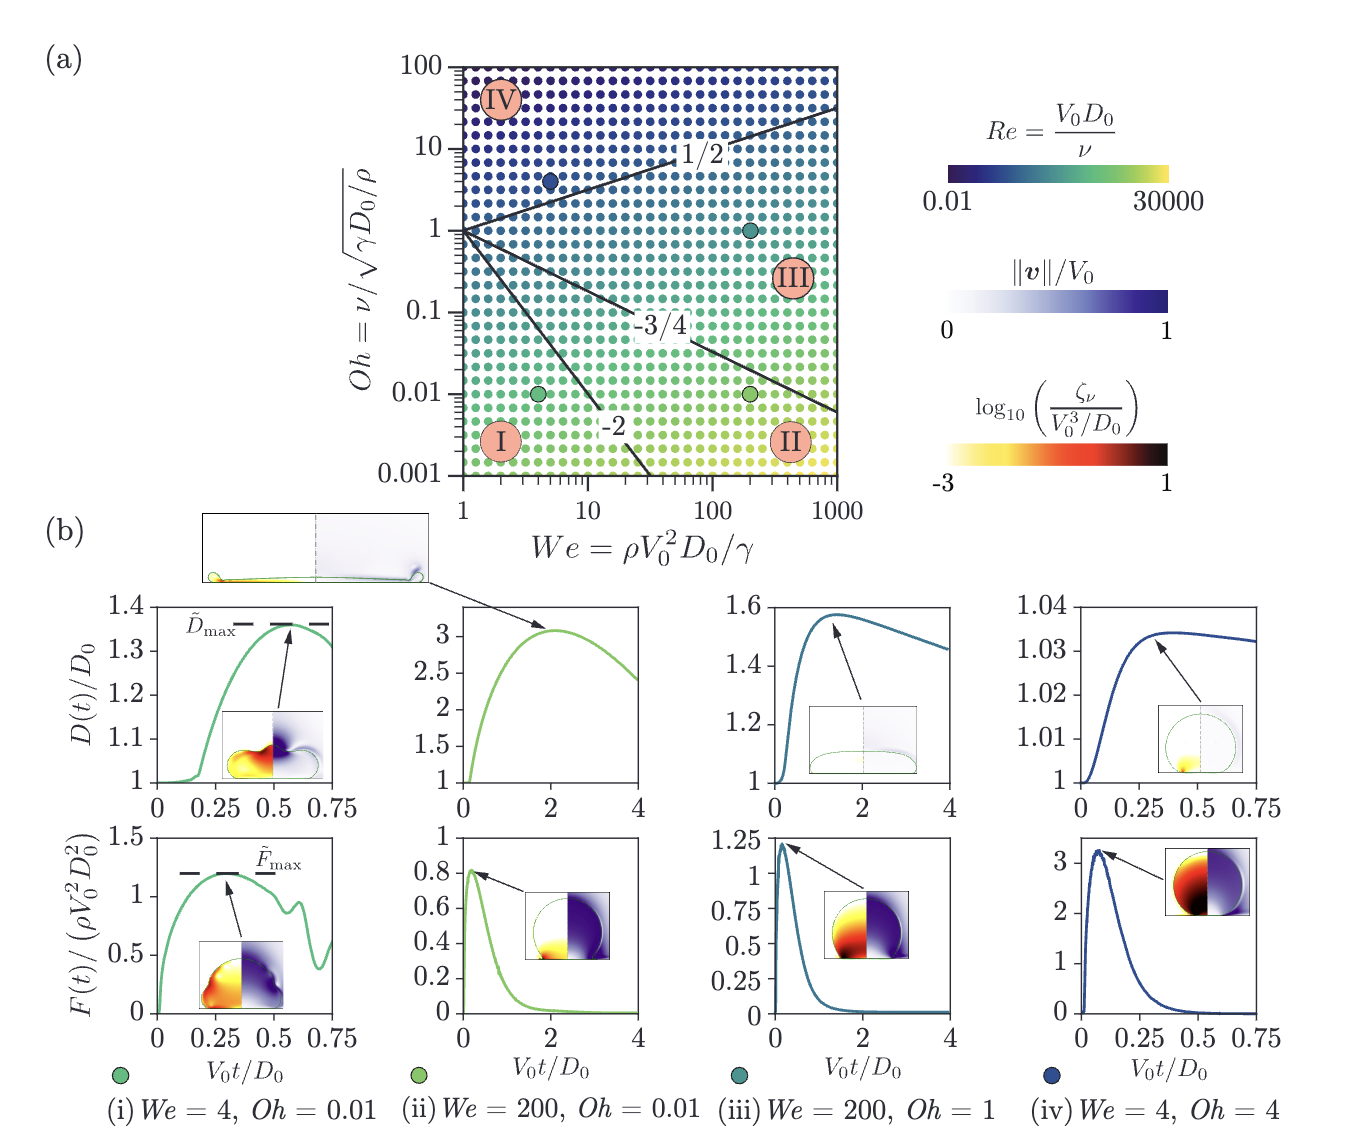 (a)
100
10
1
0.1
0.01
0.001
Oh = ν/√γD₀/ρ
IV
1/2
III
-3/4
-2
I
II
1
10
100
1000
We = ρV₀²D₀/γ
Re = V₀D₀/ν
0.01
30000
‖v‖/V₀
0
1
log₁₀ (ζᵥ/V₀³/D₀)
-3
1
(b)
D(t)/D₀
1.4
1.3
1.2
1.1
1
D̃max
0 0.25 0.5 0.75
3
2.5
2
1.5
1
0 2 4
1.6
1.4
1.2
1
0 2 4
1.04
1.03
1.02
1.01
1
0 0.25 0.5 0.75
F(t)/(ρV₀²D₀²)
1.5
1
0.5
0
F̃max
0 0.25 0.5 0.75
V₀t/D₀
1
0.8
0.6
0.4
0.2
0
0 2 4
V₀t/D₀
1.25
1
0.75
0.5
0.25
0
0 2 4
V₀t/D₀
3
2
1
0
0 0.25 0.5 0.75
V₀t/D₀
(i) We = 4, Oh = 0.01
(ii) We = 200, Oh = 0.01
(iii) We = 200, Oh = 1
(iv) We = 4, Oh = 4